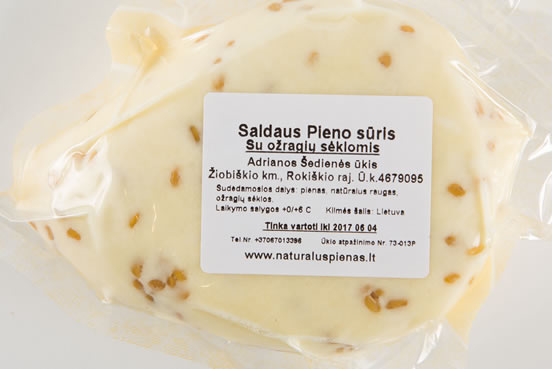 Saldaus Pieno sūris
Su ožragių sėklomis
Adrianos Šedienės ūkis
Žiobiškio km., Rokiškio raj. Ū.k.4679095
Sudedamosios dalys: pienas, natūralus raugas,
ožragių sėklos.
Laikymo sąlygos +0/+6 C Kilmės šalis: Lietuva
Tinka vartoti iki 2017 06 04
Tel.Nr. +37067013396 Ūkio atpažinimo Nr. 73-013P
www.naturaluspienas.lt